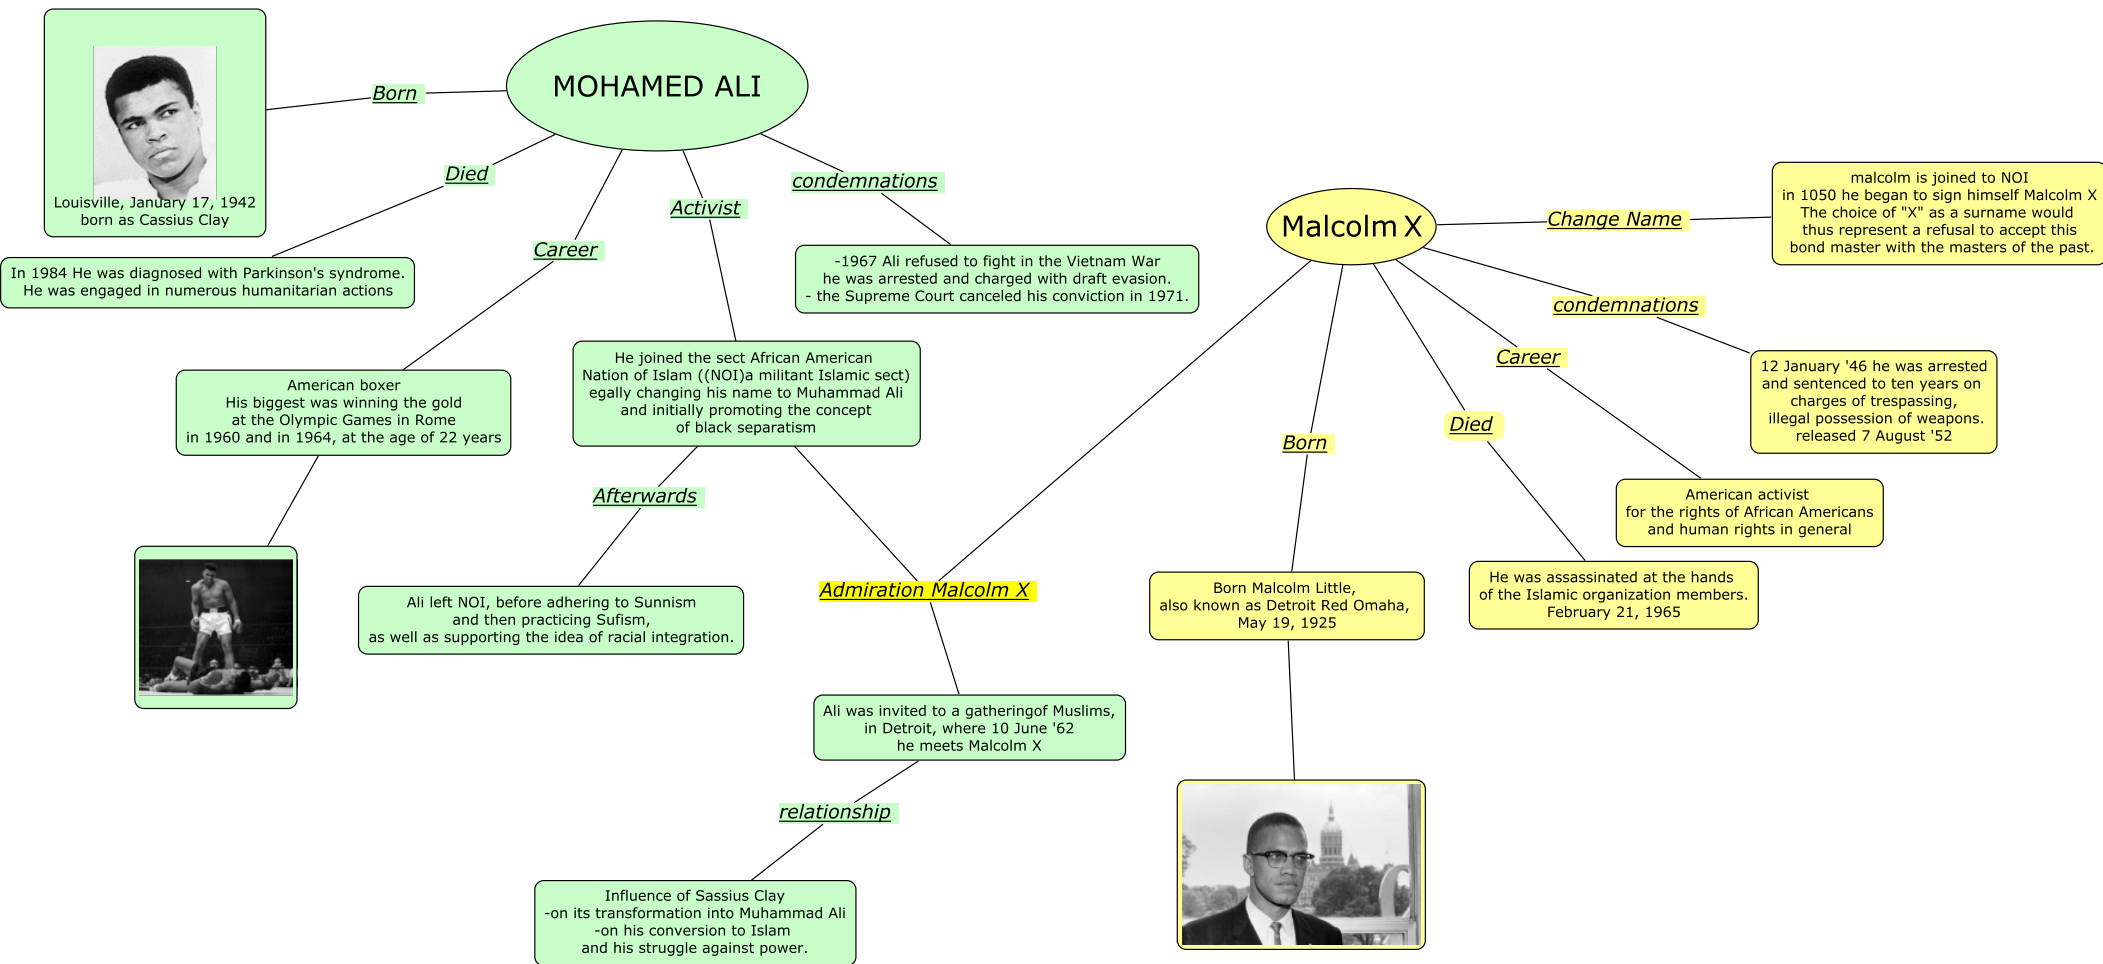 MOHAMED ALI
Born
Louisville, January 17, 1942
born as Cassius Clay
Died
In 1984 He was diagnosed with Parkinson's syndrome.
He was engaged in numerous humanitarian actions
Career
American boxer
His biggest was winning the gold
at the Olympic Games in Rome
in 1960 and in 1964, at the age of 22 years
Activist
He joined the sect African American
Nation of Islam ((NOI)a militant Islamic sect)
egally changing his name to Muhammad Ali
and initially promoting the concept
of black separatism
condemnations
-1967 Ali refused to fight in the Vietnam War
he was arrested and charged with draft evasion.
- the Supreme Court canceled his conviction in 1971.
Afterwards
Ali left NOI, before adhering to Sunnism
and then practicing Sufism,
as well as supporting the idea of racial integration.
Admiration Malcolm X
Ali was invited to a gatheringof Muslims,
in Detroit, where 10 June '62
he meets Malcolm X
relationship
Influence of Sassius Clay
-on its transformation into Muhammad Ali
-on his conversion to Islam
and his struggle against power.
Malcolm X
Change Name
malcolm is joined to NOI
in 1050 he began to sign himself Malcolm X
The choice of "X" as a surname would
thus represent a refusal to accept this
bond master with the masters of the past.
condemnations
12 January '46 he was arrested
and sentenced to ten years on
charges of trespassing,
illegal possession of weapons.
released 7 August '52
Career
American activist
for the rights of African Americans
and human rights in general
Died
He was assassinated at the hands
of the Islamic organization members.
February 21, 1965
Born
Born Malcolm Little,
also known as Detroit Red Omaha,
May 19, 1925